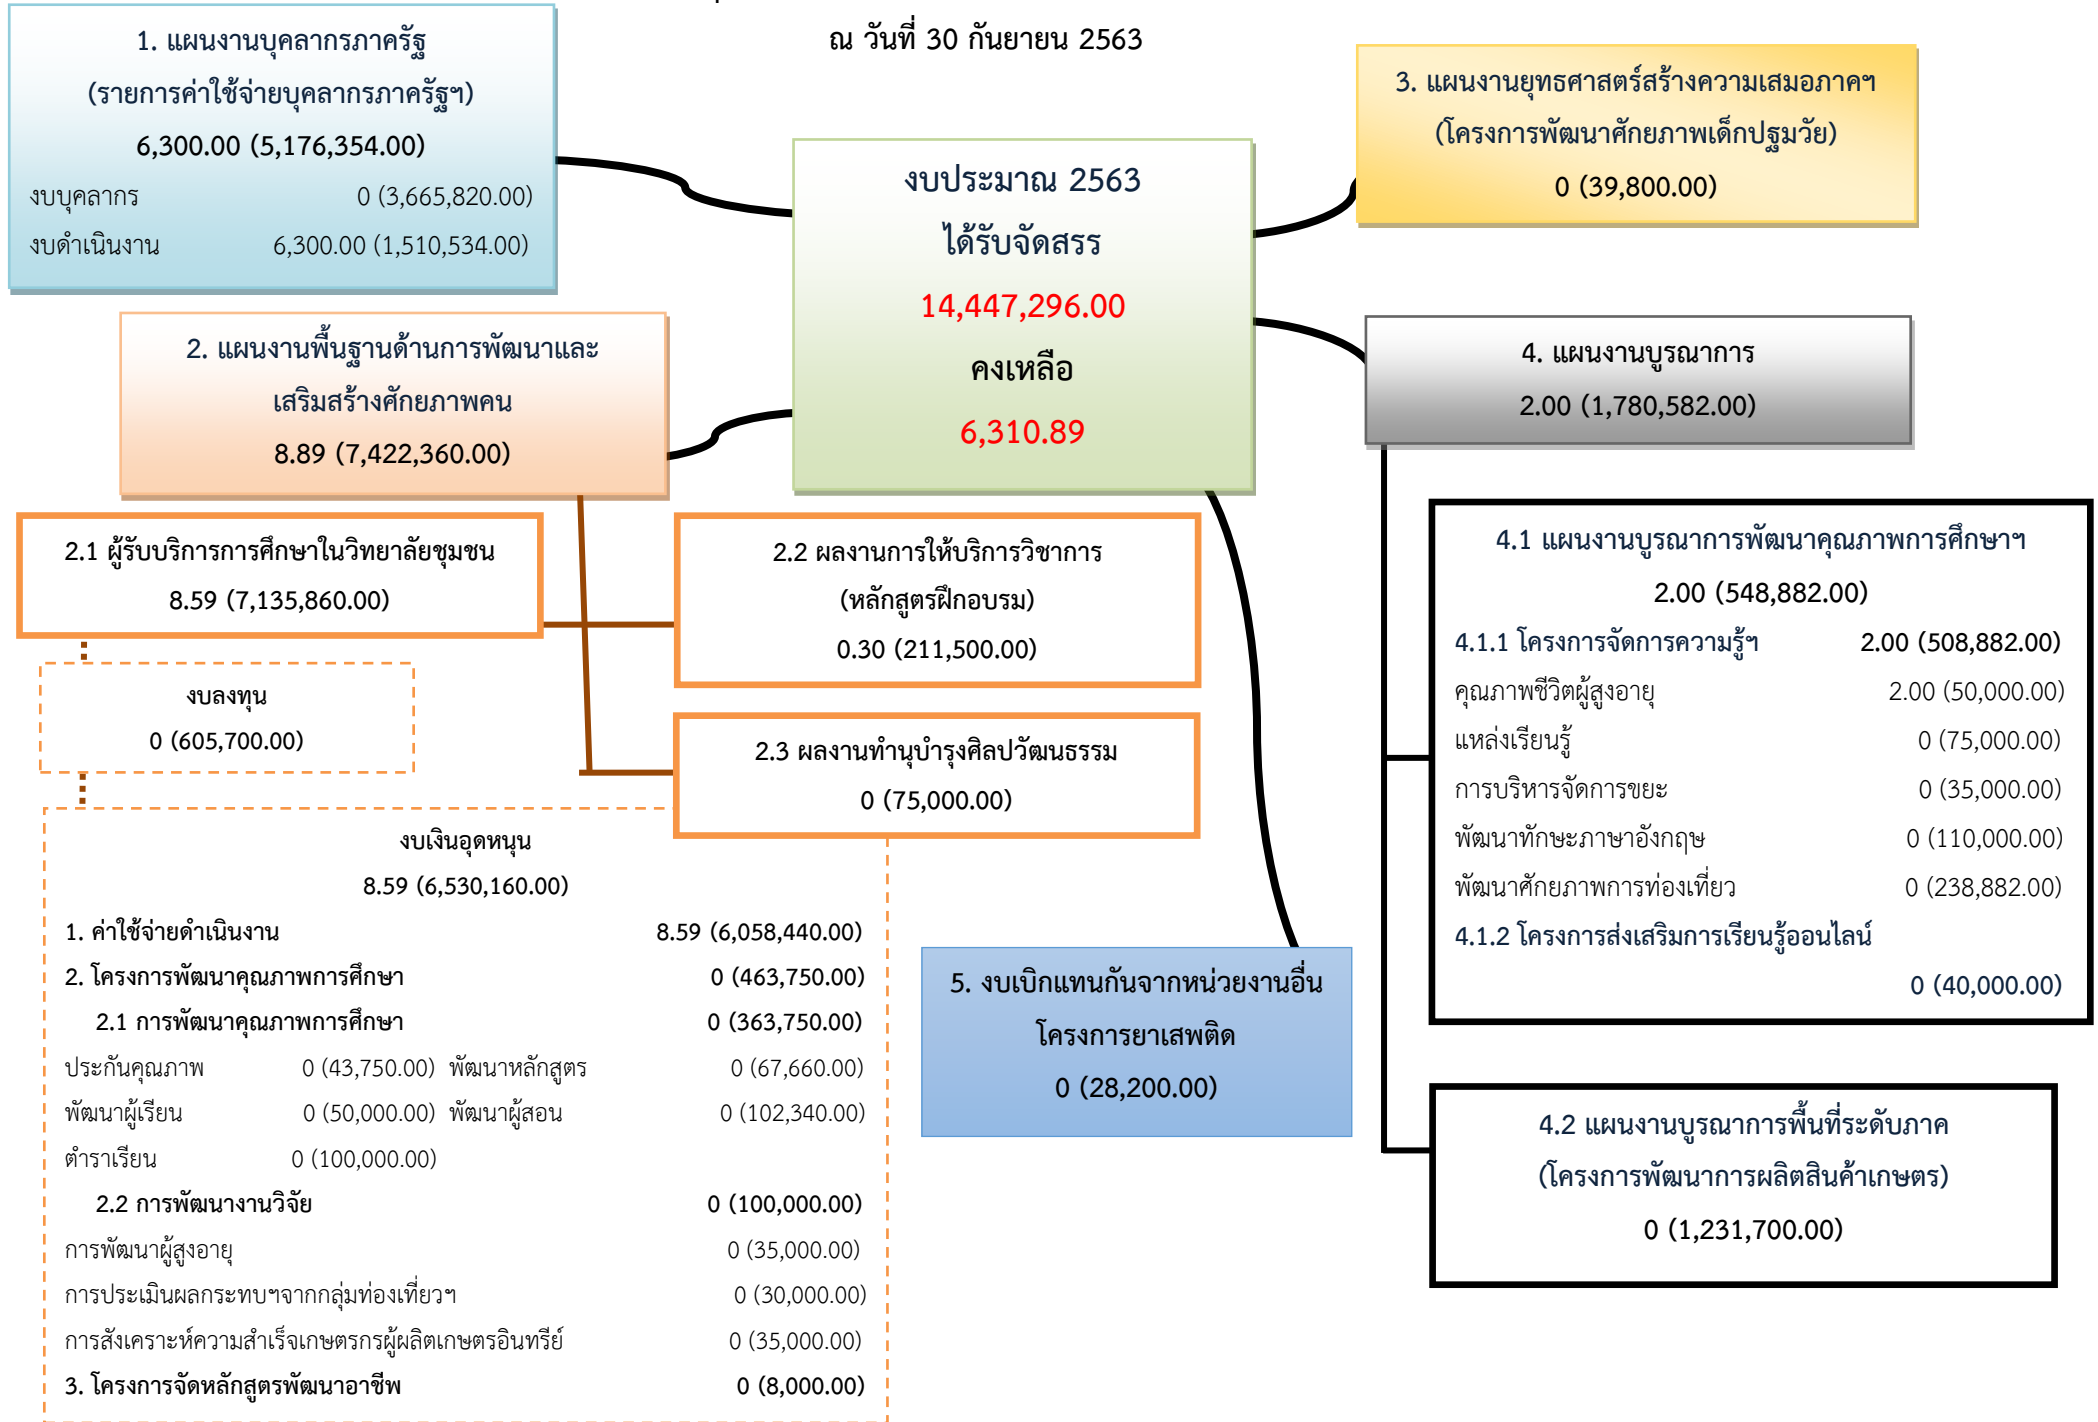 ณ วันที่ 30 กันยายน 2563
1. แผนงานบุคลากรภาครัฐ
(รายการค่าใช้จ่ายบุคลากรภาครัฐฯ)
6,300.00 (5,176,354.00)
งบบุคลากร 0 (3,665,820.00)
งบดำเนินงาน 6,300.00 (1,510,534.00)
งบประมาณ 2563
ได้รับจัดสรร
14,447,296.00
คงเหลือ
6,310.89
3. แผนงานยุทธศาสตร์สร้างความเสมอภาคฯ
(โครงการพัฒนาศักยภาพเด็กปฐมวัย)
0 (39,800.00)
2. แผนงานพื้นฐานด้านการพัฒนาและ
เสริมสร้างศักยภาพคน
8.89 (7,422,360.00)
4. แผนงานบูรณาการ
2.00 (1,780,582.00)
2.1 ผู้รับบริการการศึกษาในวิทยาลัยชุมชน
8.59 (7,135,860.00)
2.2 ผลงานการให้บริการวิชาการ
(หลักสูตรฝึกอบรม)
0.30 (211,500.00)
งบลงทุน
0 (605,700.00)
2.3 ผลงานทำนุบำรุงศิลปวัฒนธรรม
0 (75,000.00)
งบเงินอุดหนุน
8.59 (6,530,160.00)
1. ค่าใช้จ่ายดำเนินงาน 8.59 (6,058,440.00)
2. โครงการพัฒนาคุณภาพการศึกษา 0 (463,750.00)
2.1 การพัฒนาคุณภาพการศึกษา 0 (363,750.00)
ประกันคุณภาพ 0 (43,750.00) พัฒนาหลักสูตร 0 (67,660.00)
พัฒนาผู้เรียน 0 (50,000.00) พัฒนาผู้สอน 0 (102,340.00)
ตำราเรียน 0 (100,000.00)
2.2 การพัฒนางานวิจัย 0 (100,000.00)
การพัฒนาผู้สูงอายุ 0 (35,000.00)
การประเมินผลกระทบฯจากกลุ่มท่องเที่ยวฯ 0 (30,000.00)
การสังเคราะห์ความสำเร็จเกษตรกรผู้ผลิตเกษตรอินทรีย์ 0 (35,000.00)
3. โครงการจัดหลักสูตรพัฒนาอาชีพ 0 (8,000.00)
4.1 แผนงานบูรณาการพัฒนาคุณภาพการศึกษาฯ
2.00 (548,882.00)
4.1.1 โครงการจัดการความรู้ฯ 2.00 (508,882.00)
คุณภาพชีวิตผู้สูงอายุ 2.00 (50,000.00)
แหล่งเรียนรู้ 0 (75,000.00)
การบริหารจัดการขยะ 0 (35,000.00)
พัฒนาทักษะภาษาอังกฤษ 0 (110,000.00)
พัฒนาศักยภาพการท่องเที่ยว 0 (238,882.00)
4.1.2 โครงการส่งเสริมการเรียนรู้ออนไลน์
0 (40,000.00)
5. งบเบิกแทนกันจากหน่วยงานอื่น
โครงการยาเสพติด
0 (28,200.00)
4.2 แผนงานบูรณาการพื้นที่ระดับภาค
(โครงการพัฒนาการผลิตสินค้าเกษตร)
0 (1,231,700.00)